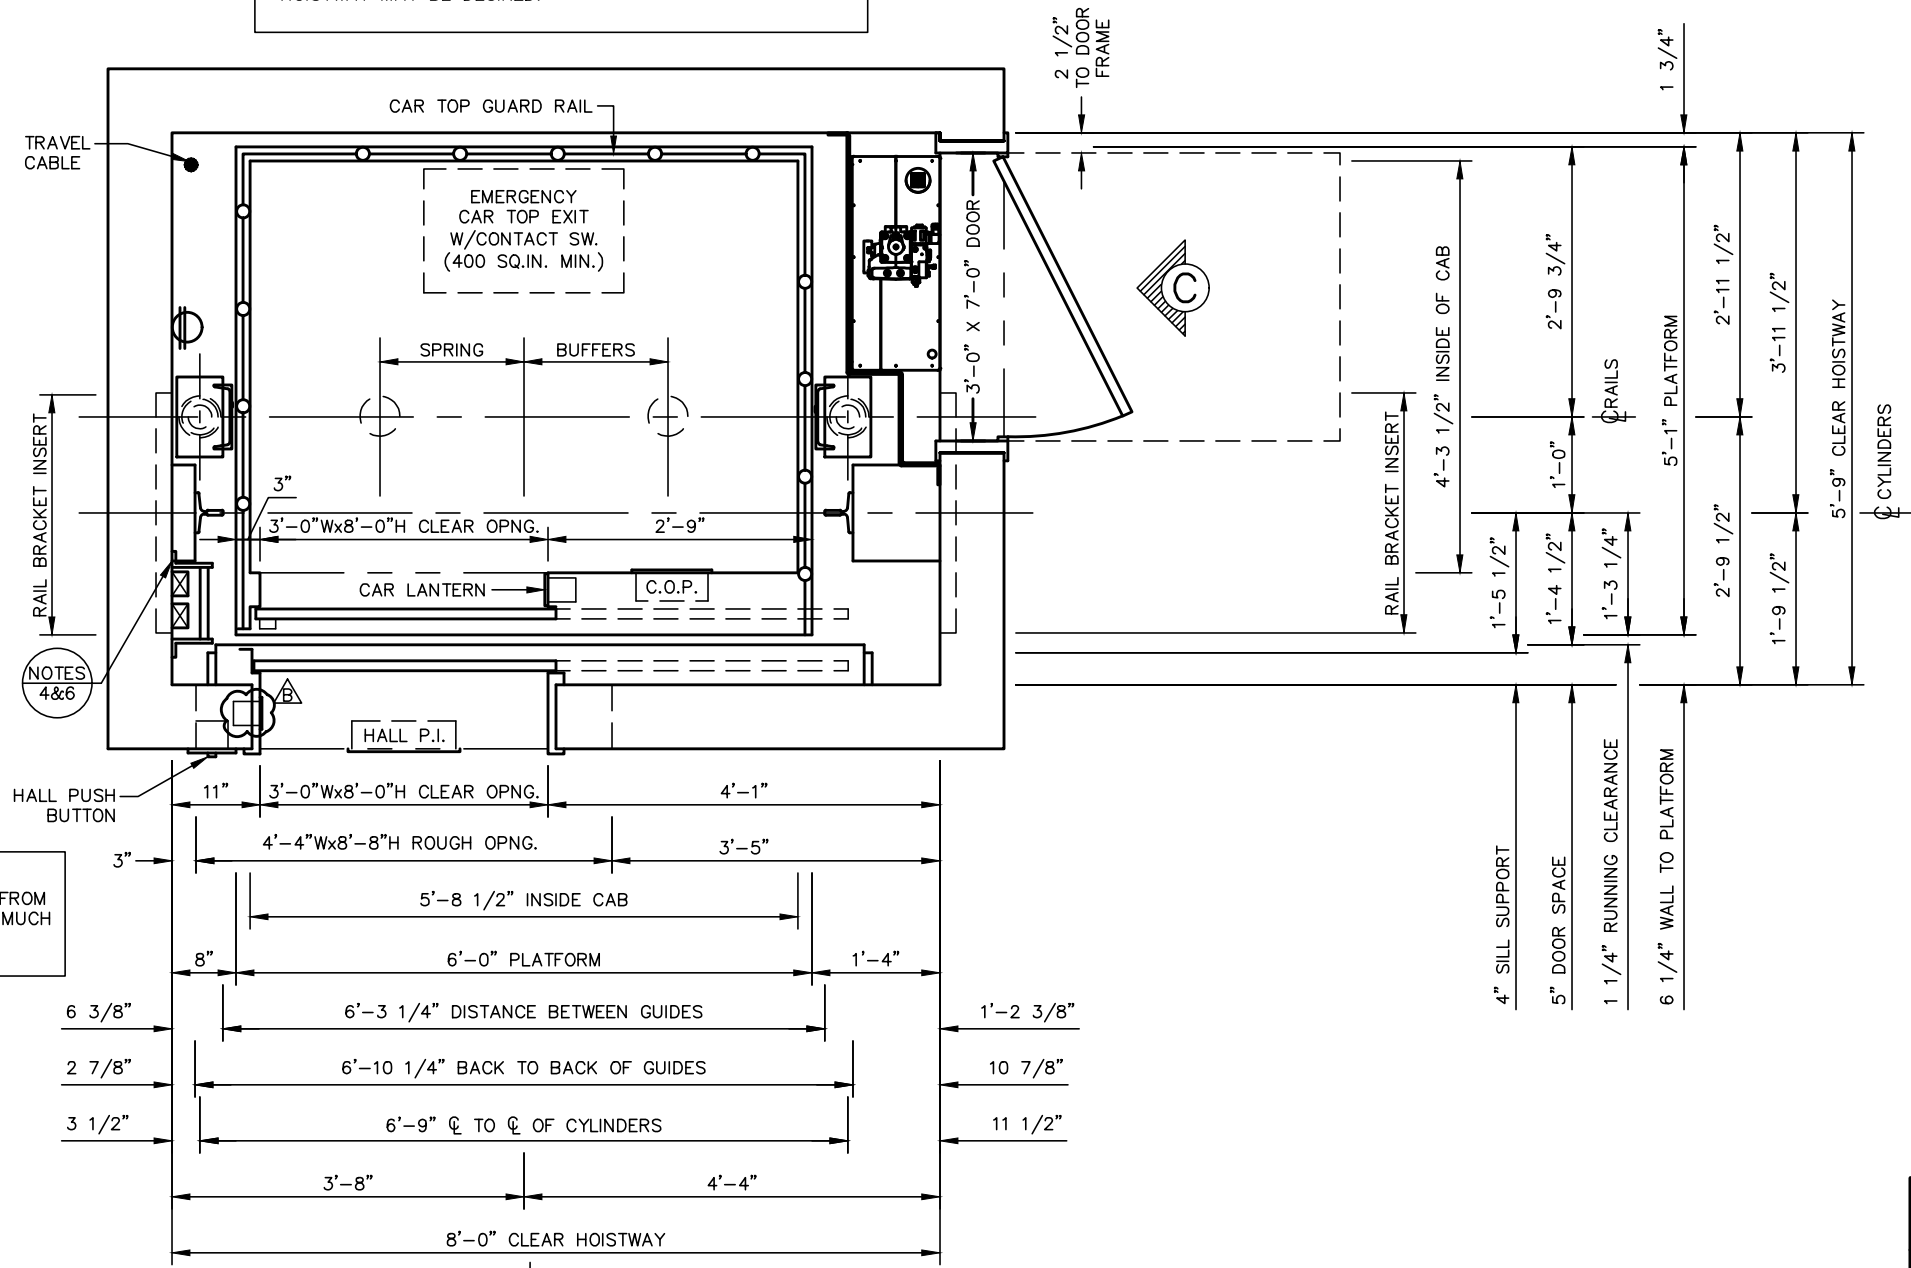 2 1/2"
TO DOOR
FRAME
1 3/4"
CAR TOP GUARD RAIL
TRAVEL
CABLE
EMERGENCY
CAR TOP EXIT
W/CONTACT SW.
(400 SQ.IN. MIN.)
3'-0" X 7'-0" DOOR
C
SPRING
BUFFERS
4'-3 1/2" INSIDE OF CAB
2'-9 3/4"
℄ RAILS
5'-1" PLATFORM
2'-11 1/2"
3'-11 1/2"
5'-9" CLEAR HOISTWAY
℄ CYLINDERS
RAIL BRACKET INSERT
3"
3'-0"Wx8'-0"H CLEAR OPNG.
2'-9"
RAIL BRACKET INSERT
1'-0"
1'-5 1/2"
1'-4 1/2"
1'-3 1/4"
2'-9 1/2"
1'-9 1/2"
CAR LANTERN
C.O.P.
NOTES
4&6
B
HALL P.I.
HALL PUSH
BUTTON
11"
3'-0"Wx8'-0"H CLEAR OPNG.
4'-1"
3"
4'-4"Wx8'-8"H ROUGH OPNG.
3'-5"
FROM
MUCH
5'-8 1/2" INSIDE CAB
8"
6'-0" PLATFORM
1'-4"
4" SILL SUPPORT
5" DOOR SPACE
1 1/4" RUNNING CLEARANCE
6 1/4" WALL TO PLATFORM
6 3/8"
6'-3 1/4" DISTANCE BETWEEN GUIDES
1'-2 3/8"
2 7/8"
6'-10 1/4" BACK TO BACK OF GUIDES
10 7/8"
3 1/2"
6'-9" ℄ TO ℄ OF CYLINDERS
11 1/2"
3'-8"
4'-4"
8'-0" CLEAR HOISTWAY